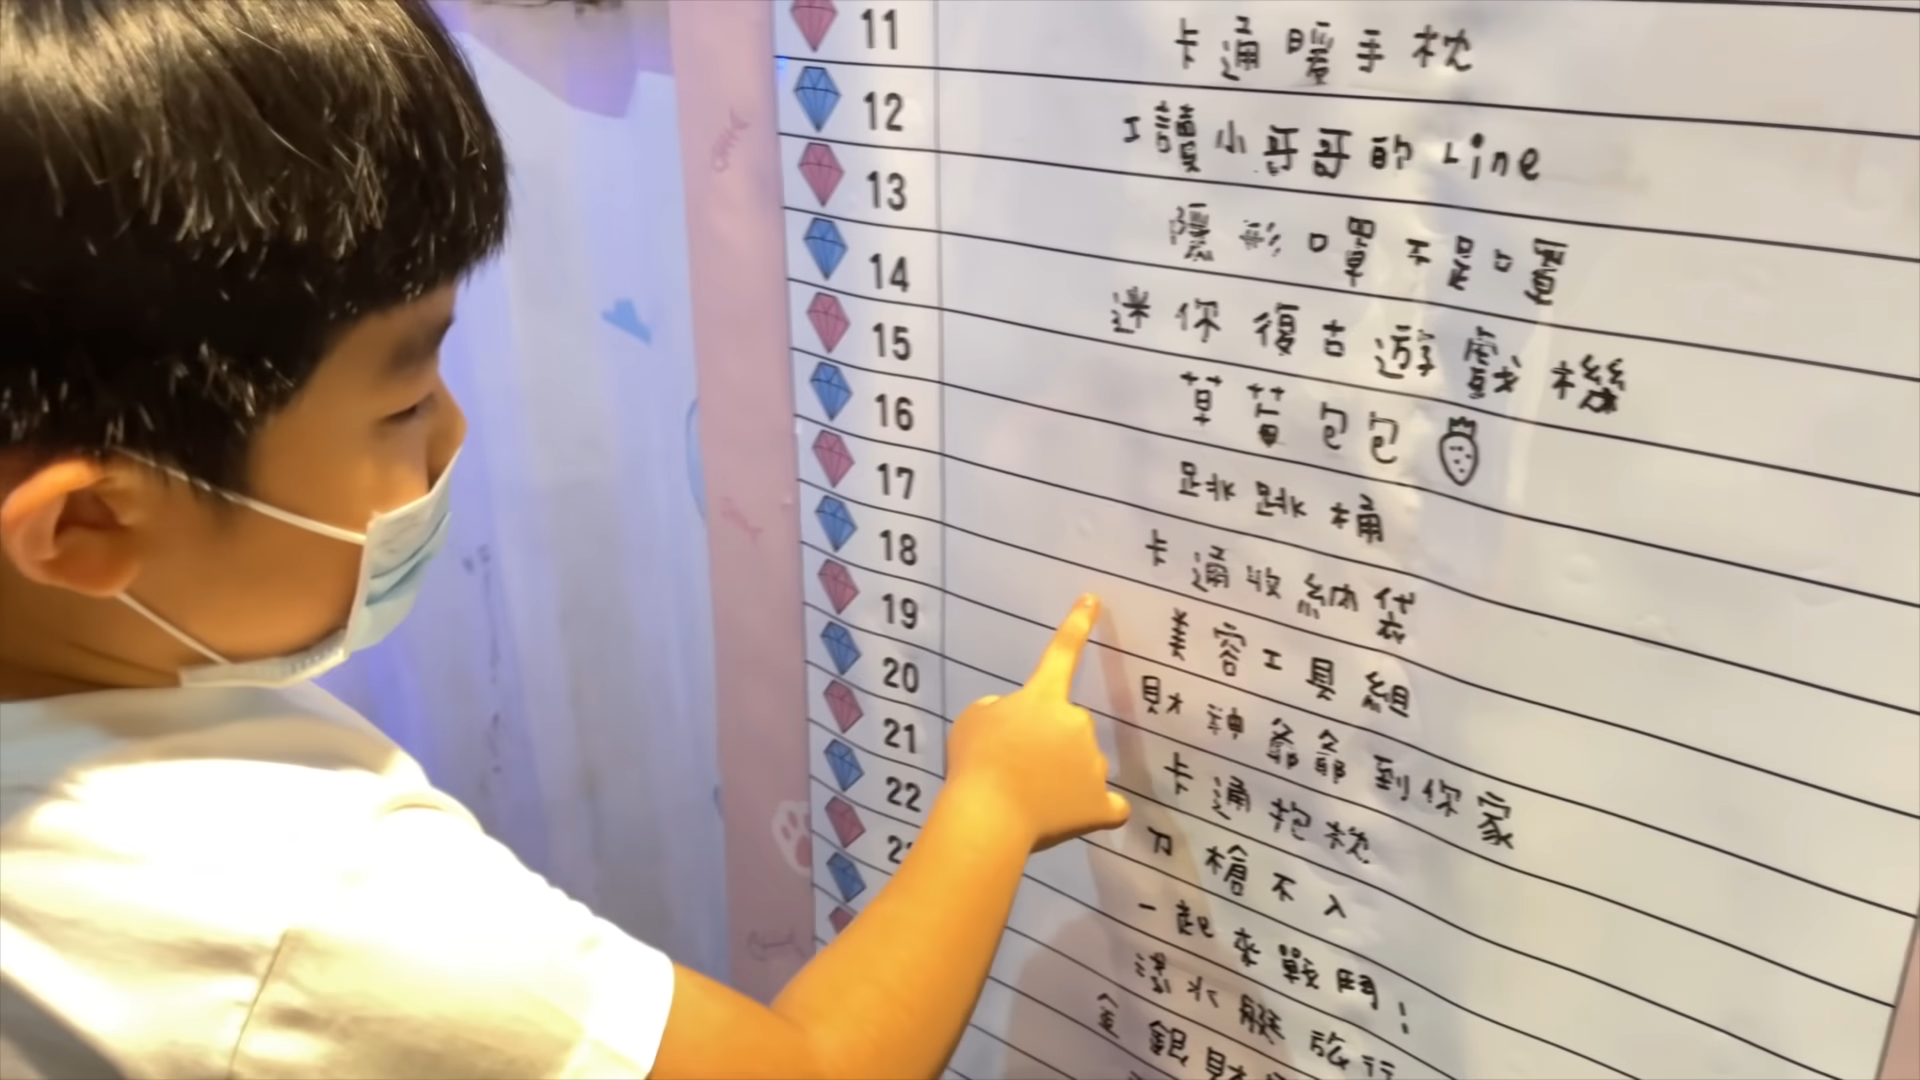 11 卡通暖手枕
12 工讀小哥哥的Line
13 隱形口罩不是口罩
14 迷你復古遊戲機
15 草莓包包
16 跳跳桶
17 卡通收納袋
18 美容工具組
19 財神爺爺到你家
20 卡通抱枕
21 刀槍不入
22 一起來戰鬥!
潛水艇旅行
金銀財